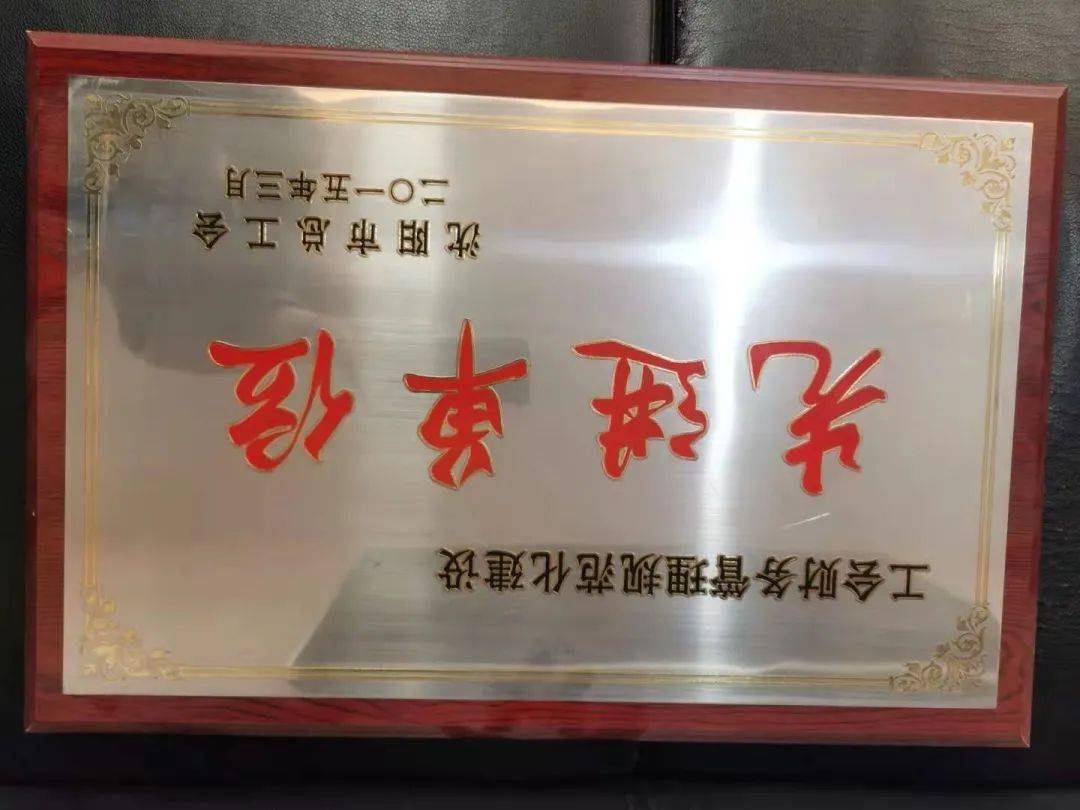 工会财务管理规范化建设
先进单位
沈阳市总工会
二〇一五年三月